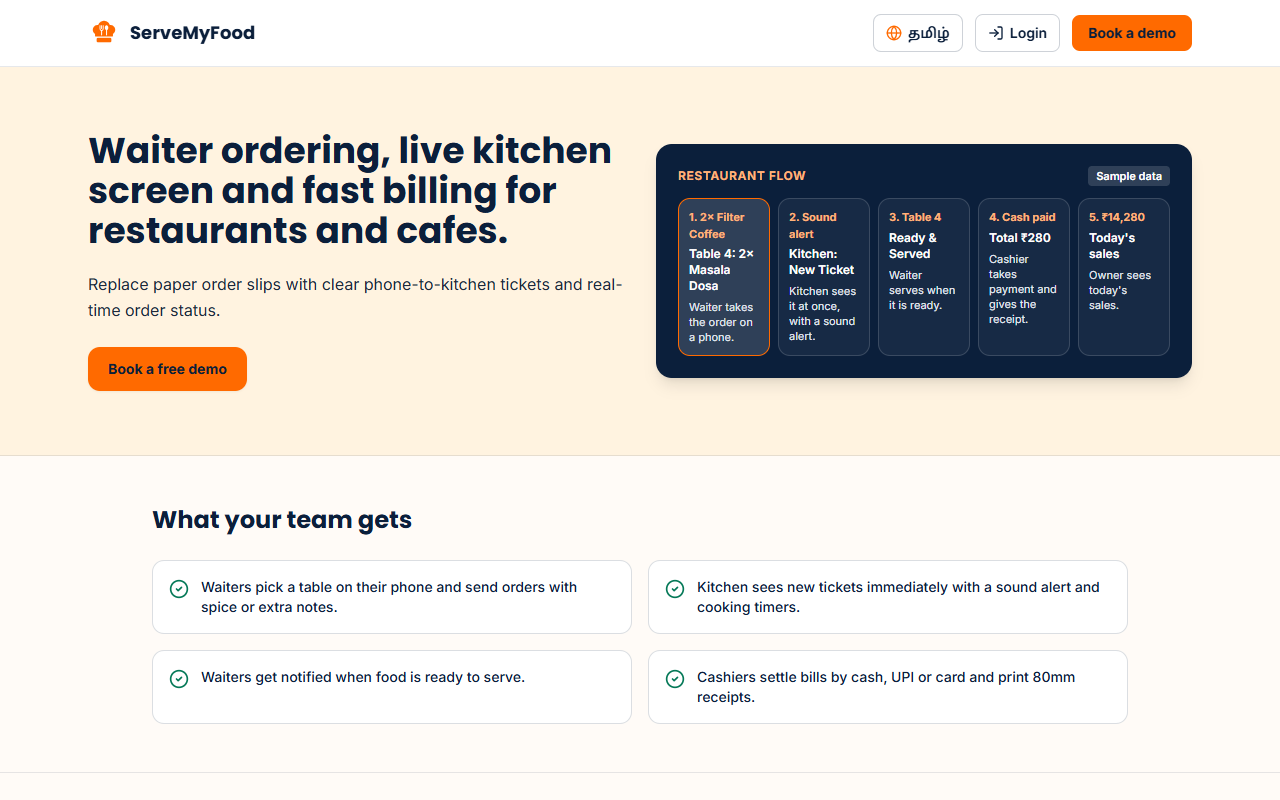 ServeMyFood
தமிழ்
Login
Book a demo
Waiter ordering, live kitchen
screen and fast billing for
restaurants and cafes.
Replace paper order slips with clear phone-to-kitchen tickets and real-
time order status.
Book a free demo
RESTAURANT FLOW
Sample data
1. 2× Filter
Coffee
Table 4: 2×
Masala
Dosa
Waiter takes
the order on
a phone.
2. Sound
alert
Kitchen:
New Ticket
Kitchen sees
it at once,
with a sound
alert.
3. Table 4
Ready &
Served
Waiter
serves when
it is ready.
4. Cash paid
Total ₹280
Cashier
takes
payment and
gives the
receipt.
5. ₹14,280
Today's
sales
Owner sees
today's
sales.
What your team gets
Waiters pick a table on their phone and send orders with
spice or extra notes.
Kitchen sees new tickets immediately with a sound alert and
cooking timers.
Waiters get notified when food is ready to serve.
Cashiers settle bills by cash, UPI or card and print 80mm
receipts.